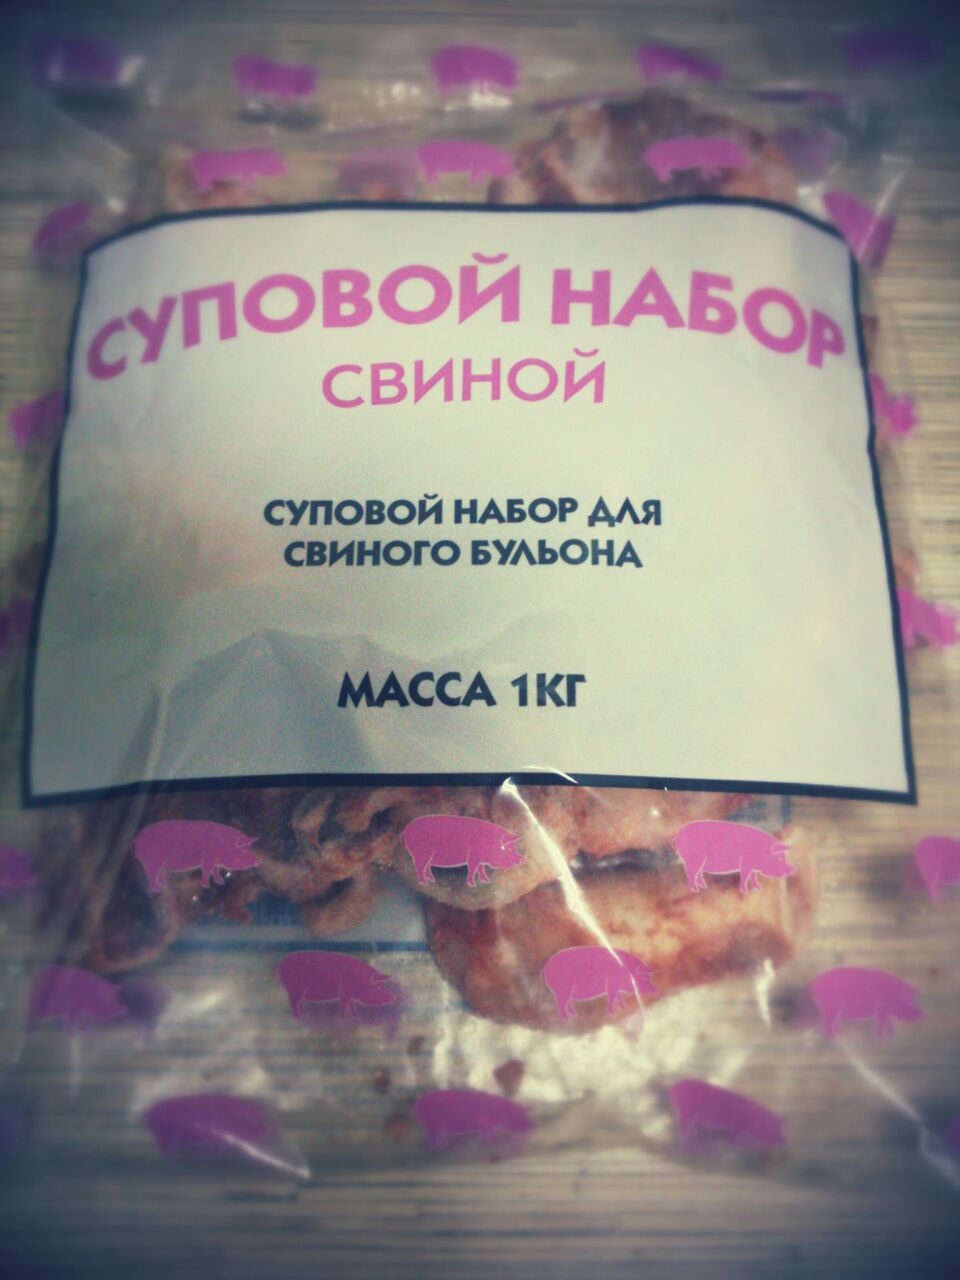 СУПОВОЙ НАБОР
СВИНОЙ
СУПОВОЙ НАБОР ДЛЯ
СВИНОГО БУЛЬОНА
МАССА 1КГ